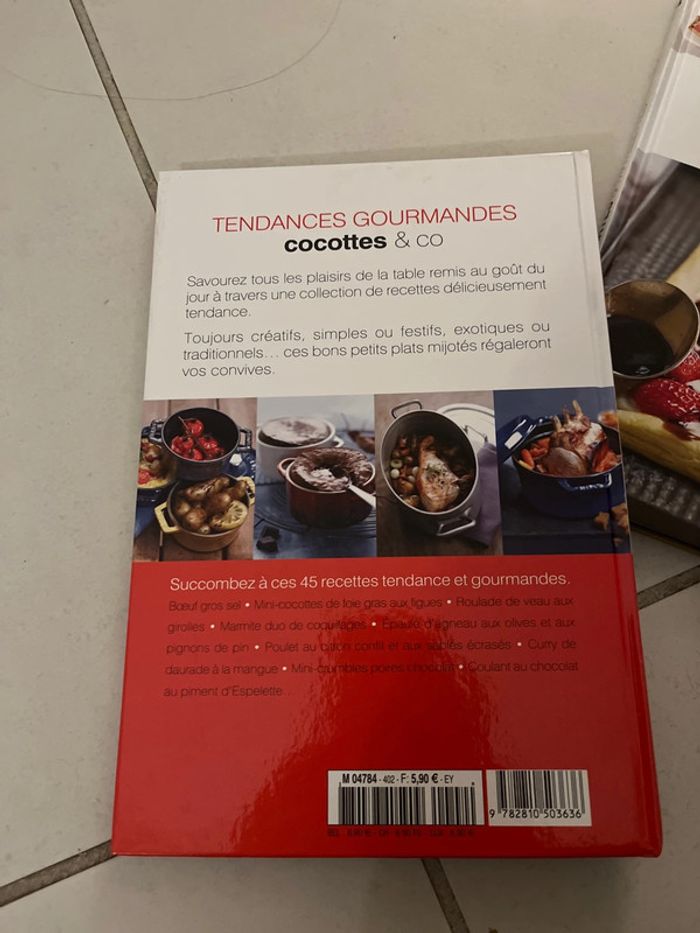 TENDANCES GOURMANDES
cocottes & co
Savourez tous les plaisirs de la table remis au goût du
jour à travers une collection de recettes délicieusement
tendance.
Toujours créatifs, simples ou festifs, exotiques ou
traditionnels... ces bons petits plats mijotés régaleront
vos convives.
Succombez à ces 45 recettes tendance et gourmandes.
Bœuf gros sel • Mini-cocottes de foie gras aux figues • Roulade de veau aux
girolles • Marmite duo de coquillages • Épaule d'agneau aux olives et aux
pignons de pin • Poulet au citron confit et aux sablés écrasés • Curry de
daurade à la mangue • Mini-crumbles poires chocolat • Coulant au chocolat
au piment d'Espelette...
M 04784 - 402 - F: 5,90 € - EY
9 782810 503636